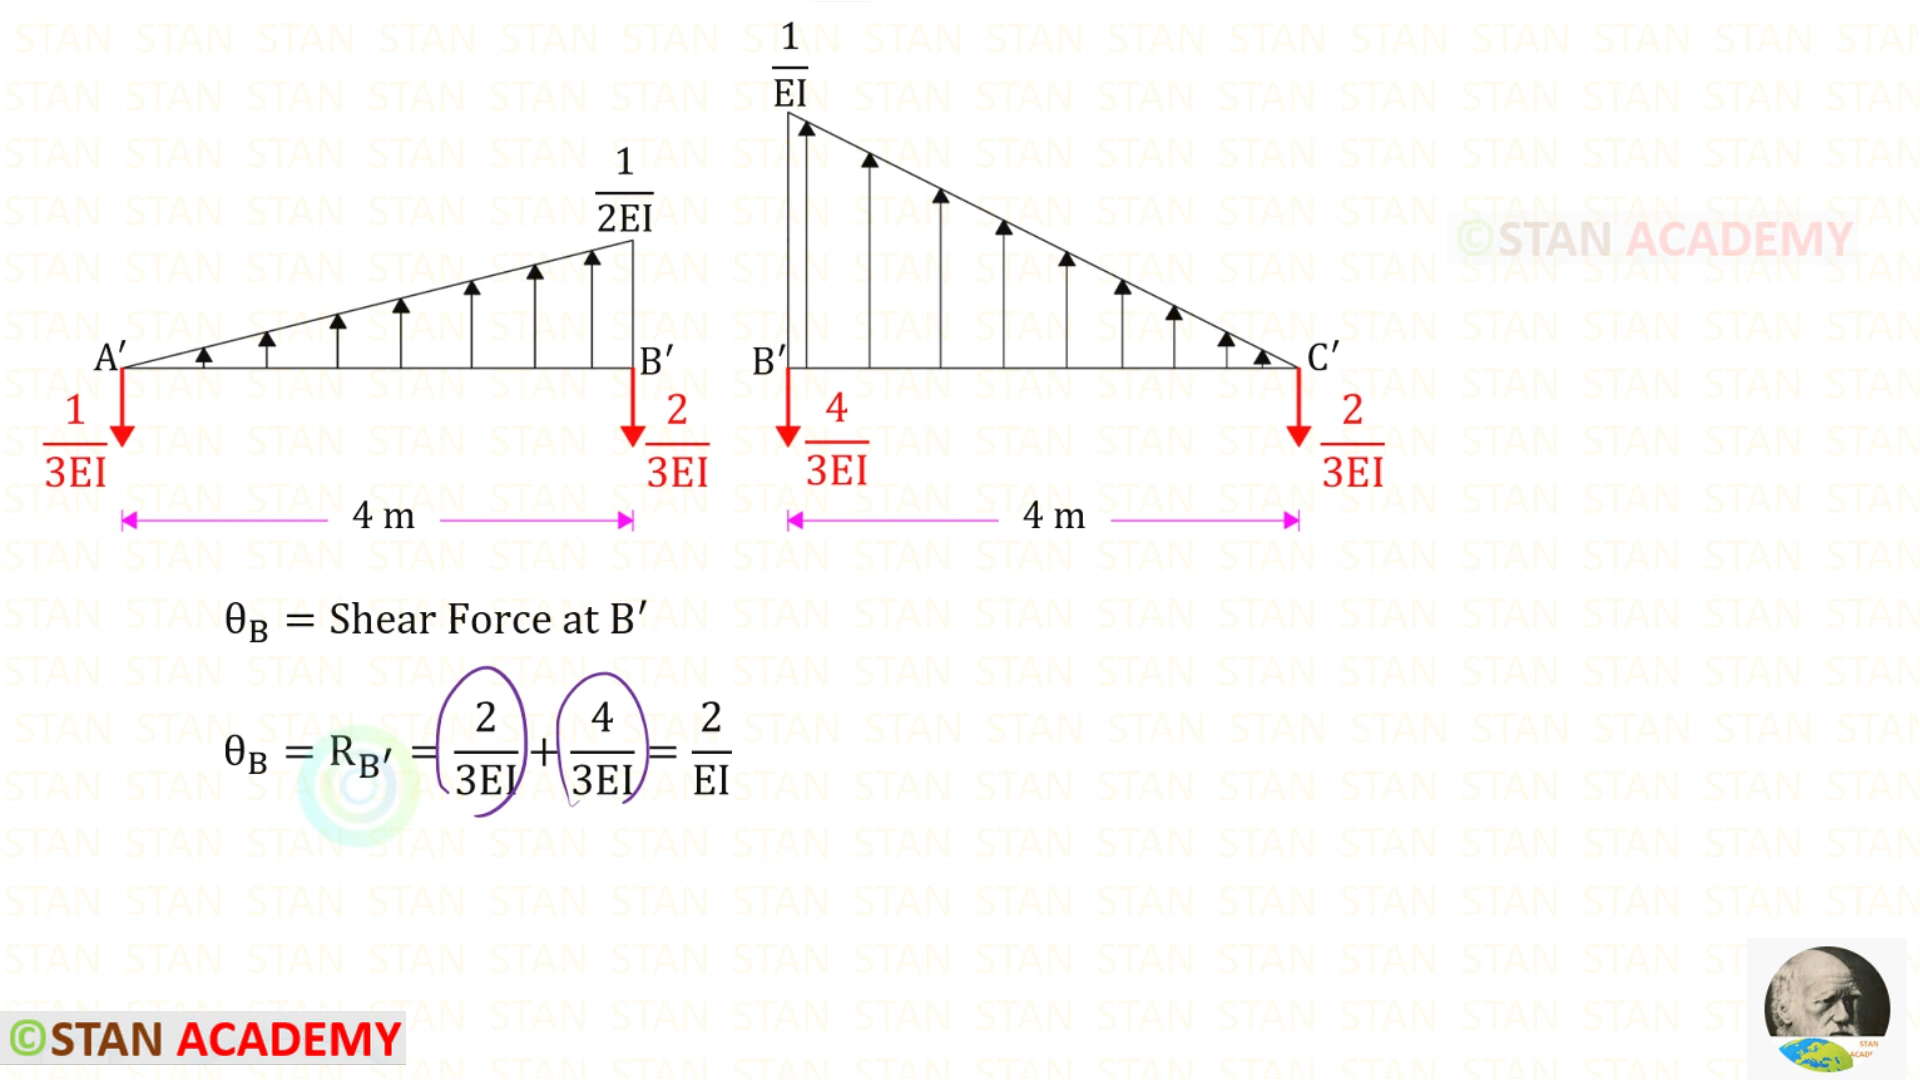 1/EI
1/2EI
A′ B′ B′ C′
1/3EI 2/3EI 4/3EI 2/3EI
4 m 4 m
©STAN ACADEMY
θB = Shear Force at B′
θB = RB′ = 2/3EI + 4/3EI = 2/EI
©STAN ACADEMY
STAN